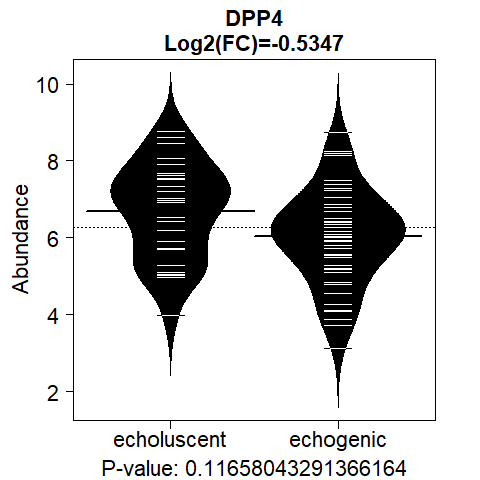 DPP4
Log2(FC)=-0.5347
Abundance
10
8
6
4
2
echoluscent echogenic
P-value: 0.11658043291366164